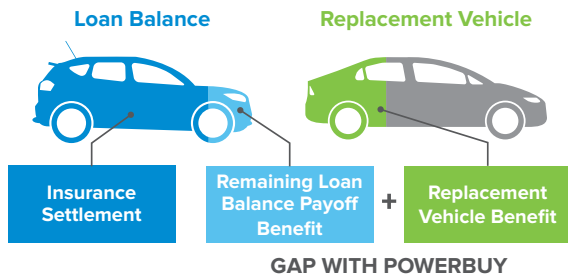 Loan Balance
Replacement Vehicle
Insurance
Settlement
Remaining Loan
Balance Payoff
Benefit
+
Replacement
Vehicle Benefit
GAP WITH POWERBUY